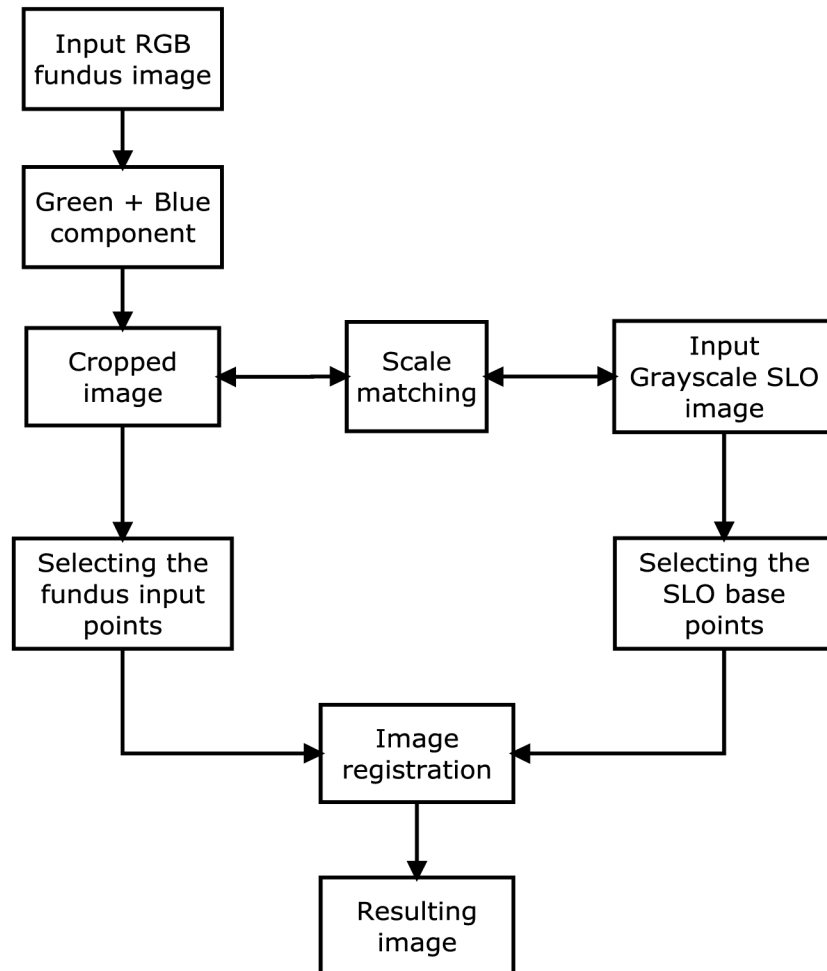 Input RGB
fundus image
Green + Blue
component
Cropped
image
Scale
matching
Input
Grayscale SLO
image
Selecting the
fundus input
points
Selecting the
SLO base
points
Image
registration
Resulting
image